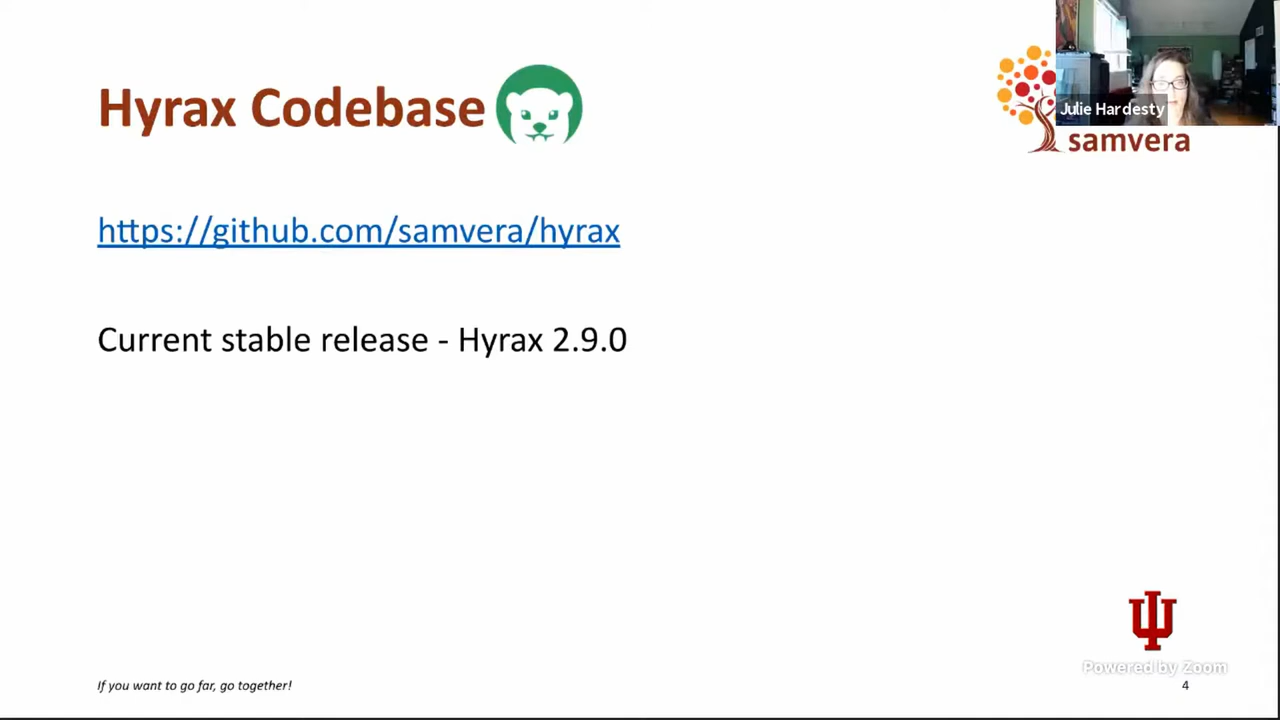 Hyrax Codebase
Julie Hardesty
samvera
https://github.com/samvera/hyrax
Current stable release - Hyrax 2.9.0
Powered by Zoom
If you want to go far, go together!
4